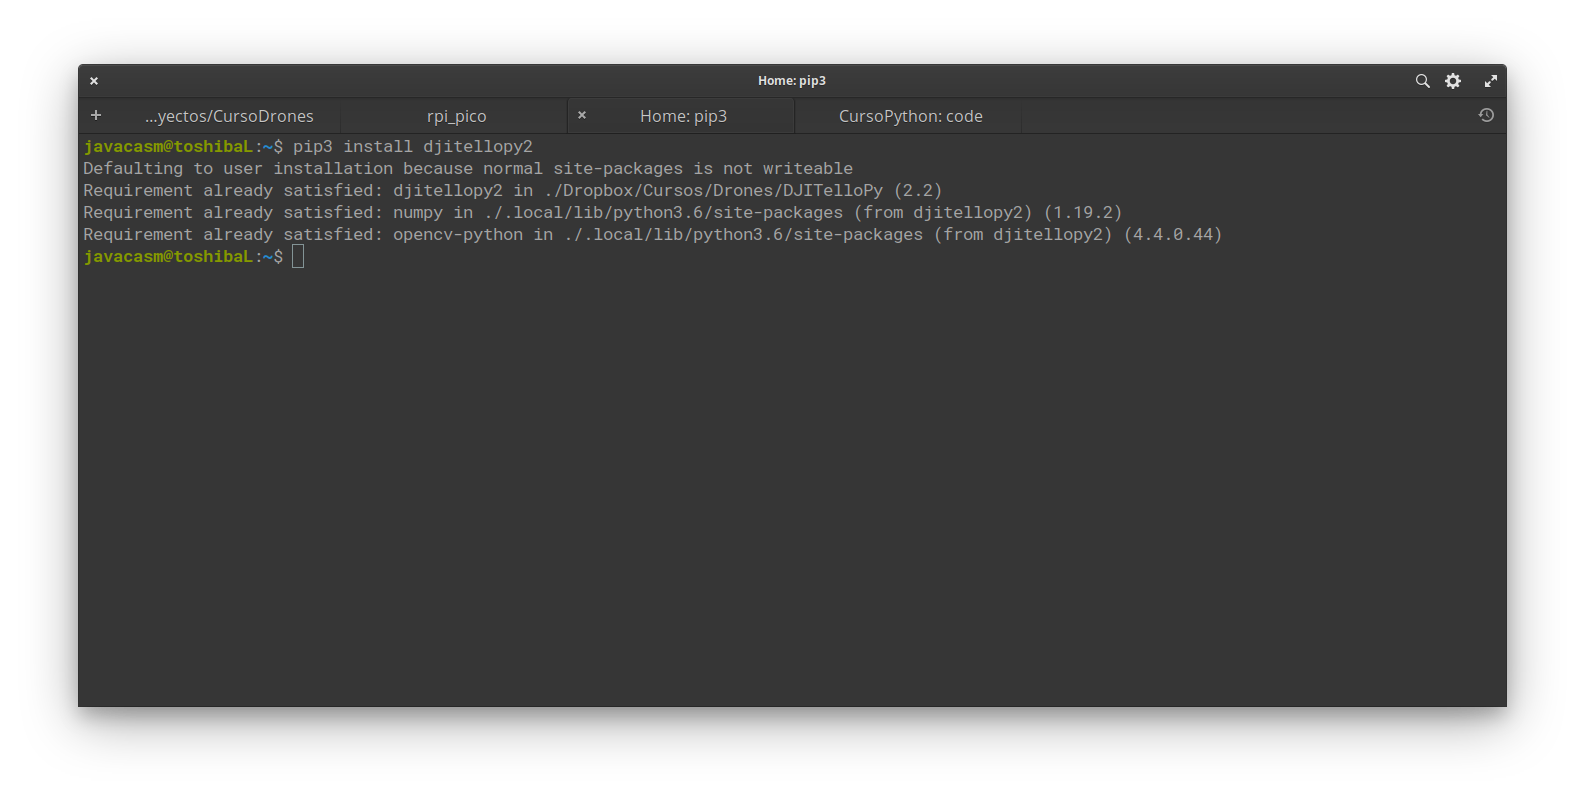 Home: pip3
...yectos/CursoDrones
rpi_pico
Home: pip3
CursoPython: code
javacasm@toshibaL:~$ pip3 install djitellopy2
Defaulting to user installation because normal site-packages is not writeable
Requirement already satisfied: djitellopy2 in ./Dropbox/Cursos/Drones/DJITelloPy (2.2)
Requirement already satisfied: numpy in ./.local/lib/python3.6/site-packages (from djitellopy2) (1.19.2)
Requirement already satisfied: opencv-python in ./.local/lib/python3.6/site-packages (from djitellopy2) (4.4.0.44)
javacasm@toshibaL:~$